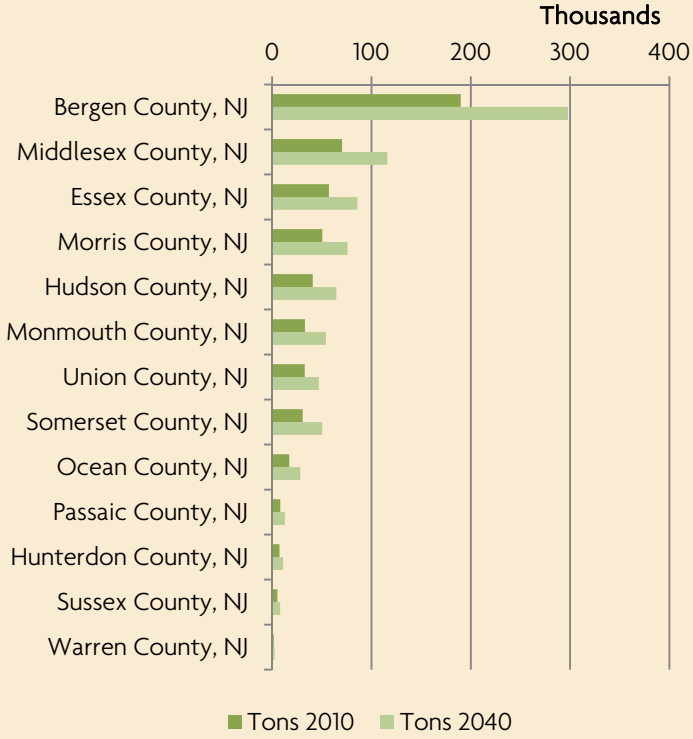 Thousands
0 100 200 300 400
Bergen County, NJ
Middlesex County, NJ
Essex County, NJ
Morris County, NJ
Hudson County, NJ
Monmouth County, NJ
Union County, NJ
Somerset County, NJ
Ocean County, NJ
Passaic County, NJ
Hunterdon County, NJ
Sussex County, NJ
Warren County, NJ
Tons 2010 Tons 2040